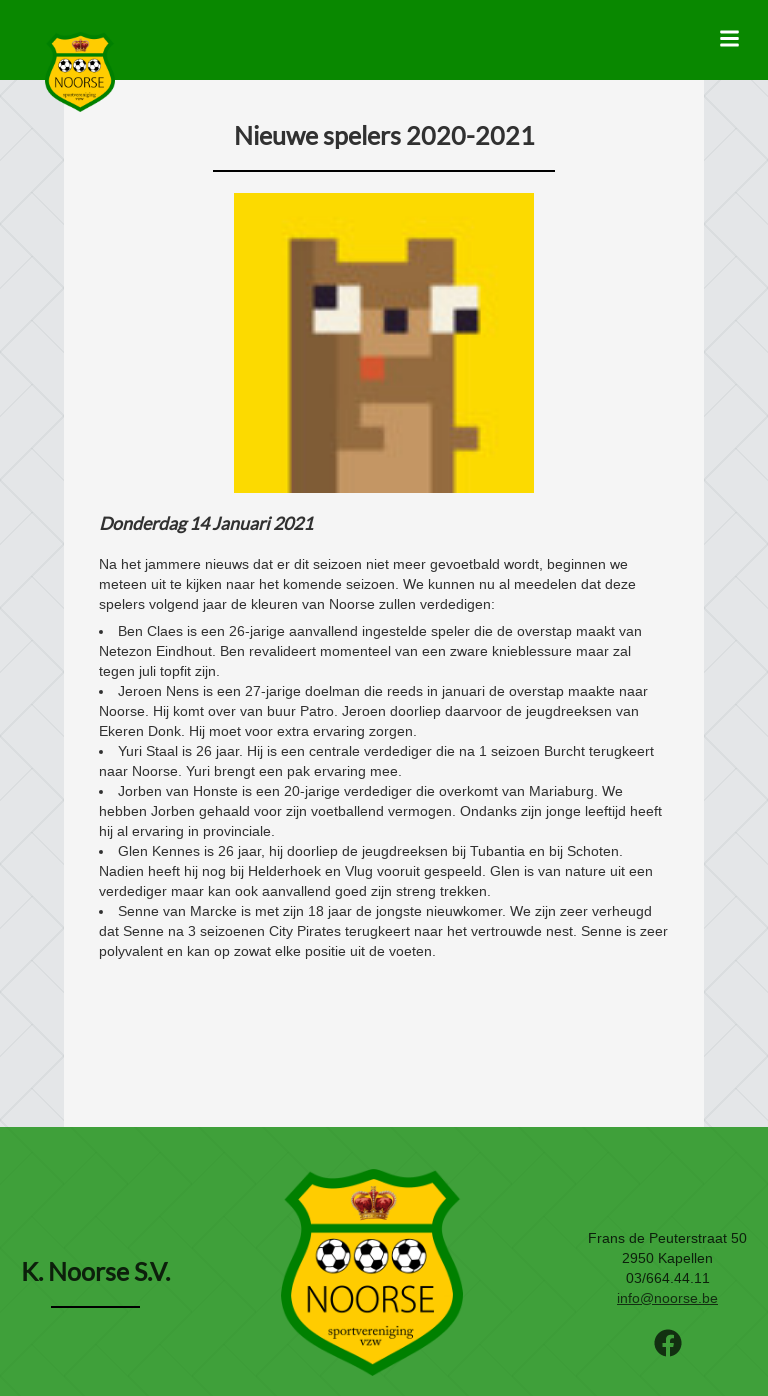 NOORSE
sportvereniging
vzw
Nieuwe spelers 2020-2021
Donderdag 14 Januari 2021
Na het jammere nieuws dat er dit seizoen niet meer gevoetbald wordt, beginnen we
meteen uit te kijken naar het komende seizoen. We kunnen nu al meedelen dat deze
spelers volgend jaar de kleuren van Noorse zullen verdedigen:
• Ben Claes is een 26-jarige aanvallend ingestelde speler die de overstap maakt van
Netezon Eindhout. Ben revalideert momenteel van een zware knieblessure maar zal
tegen juli topfit zijn.
• Jeroen Nens is een 27-jarige doelman die reeds in januari de overstap maakte naar
Noorse. Hij komt over van buur Patro. Jeroen doorliep daarvoor de jeugdreeksen van
Ekeren Donk. Hij moet voor extra ervaring zorgen.
• Yuri Staal is 26 jaar. Hij is een centrale verdediger die na 1 seizoen Burcht terugkeert
naar Noorse. Yuri brengt een pak ervaring mee.
• Jorben van Honste is een 20-jarige verdediger die overkomt van Mariaburg. We
hebben Jorben gehaald voor zijn voetballend vermogen. Ondanks zijn jonge leeftijd heeft
hij al ervaring in provinciale.
• Glen Kennes is 26 jaar, hij doorliep de jeugdreeksen bij Tubantia en bij Schoten.
Nadien heeft hij nog bij Helderhoek en Vlug vooruit gespeeld. Glen is van nature uit een
verdediger maar kan ook aanvallend goed zijn streng trekken.
• Senne van Marcke is met zijn 18 jaar de jongste nieuwkomer. We zijn zeer verheugd
dat Senne na 3 seizoenen City Pirates terugkeert naar het vertrouwde nest. Senne is zeer
polyvalent en kan op zowat elke positie uit de voeten.
K. Noorse S.V.
NOORSE
sportvereniging
vzw
Frans de Peuterstraat 50
2950 Kapellen
03/664.44.11
info@noorse.be